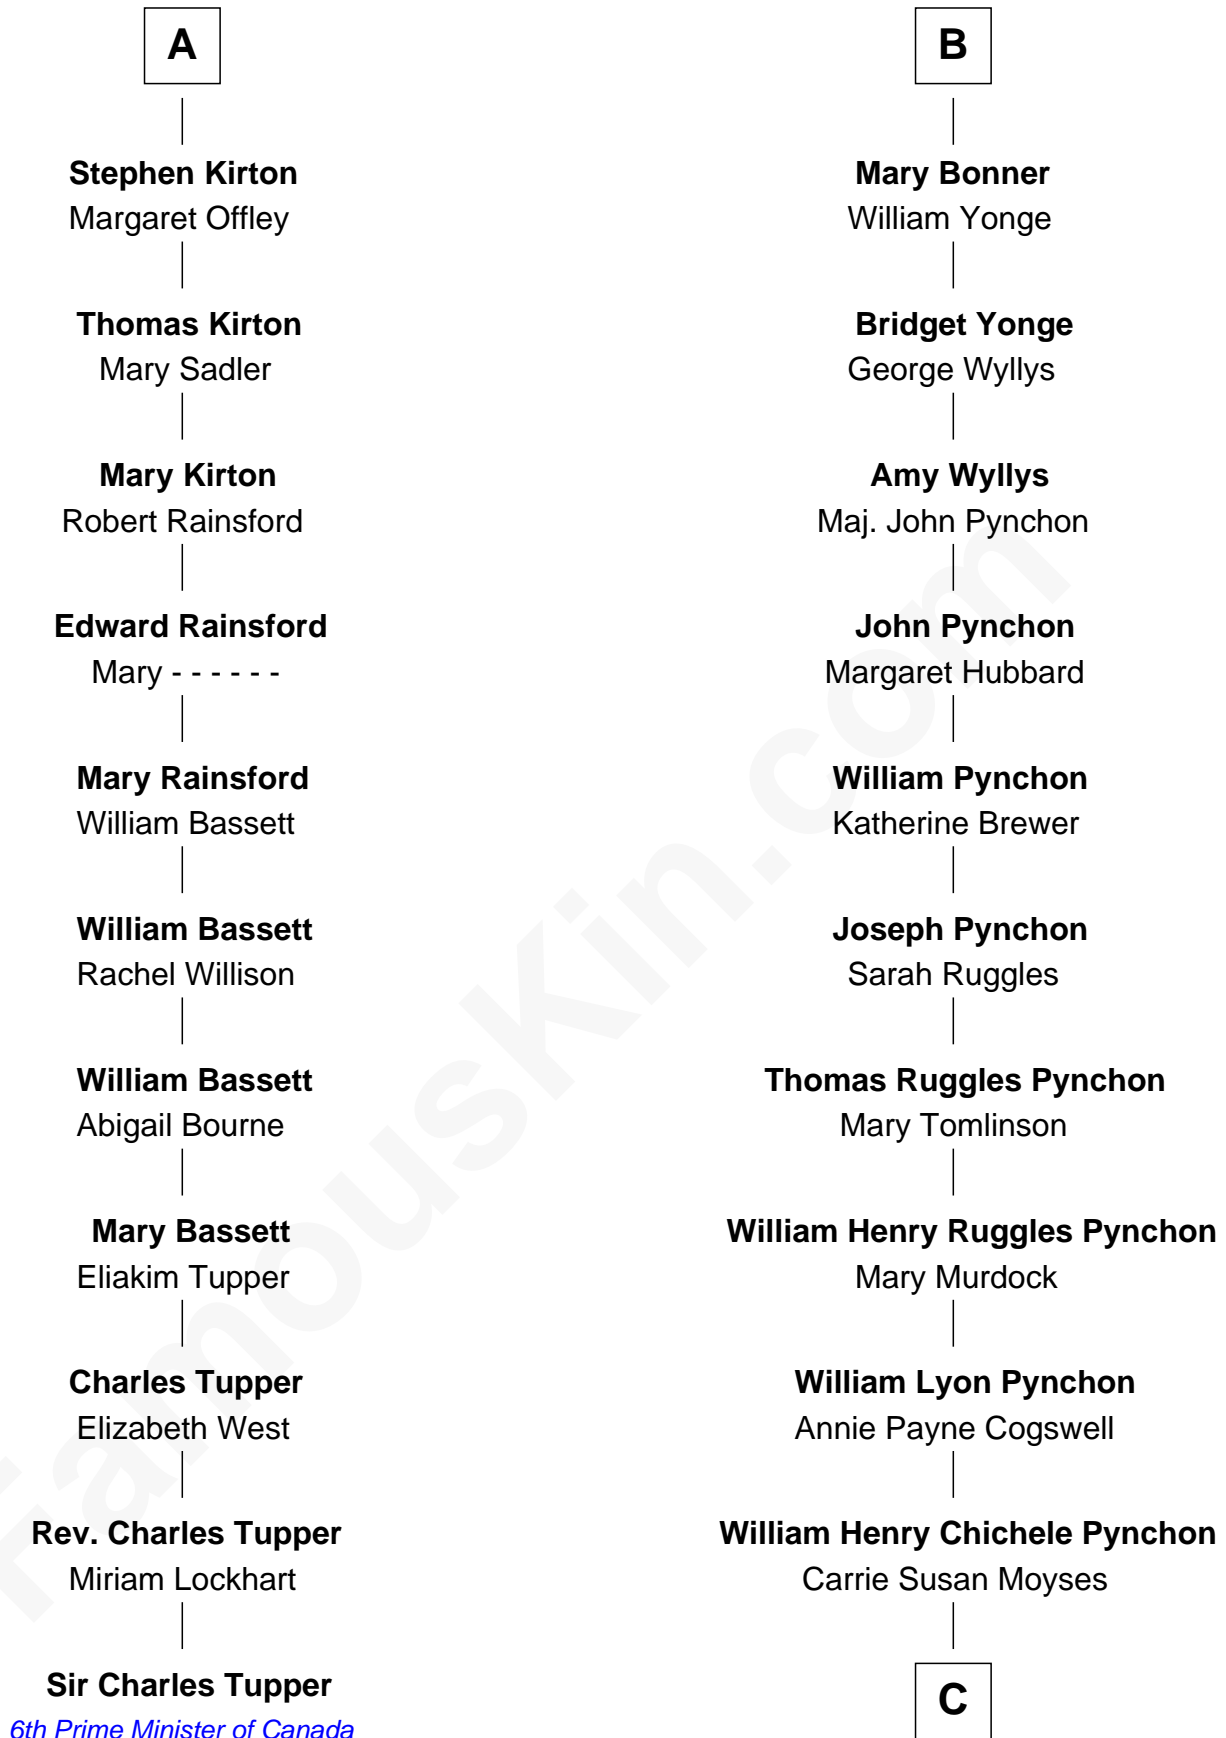 A
Stephen Kirton
Margaret Offley
Thomas Kirton
Mary Sadler
Mary Kirton
Robert Rainsford
Edward Rainsford
Mary - - - - - -
Mary Rainsford
William Bassett
William Bassett
Rachel Willison
William Bassett
Abigail Bourne
Mary Bassett
Eliakim Tupper
Charles Tupper
Elizabeth West
Rev. Charles Tupper
Miriam Lockhart
Sir Charles Tupper
6th Prime Minister of Canada
B
Mary Bonner
William Yonge
Bridget Yonge
George Wyllys
Amy Wyllys
Maj. John Pynchon
John Pynchon
Margaret Hubbard
William Pynchon
Katherine Brewer
Joseph Pynchon
Sarah Ruggles
Thomas Ruggles Pynchon
Mary Tomlinson
William Henry Ruggles Pynchon
Mary Murdock
William Lyon Pynchon
Annie Payne Cogswell
William Henry Chichele Pynchon
Carrie Susan Moyses
C
FamousKin.com